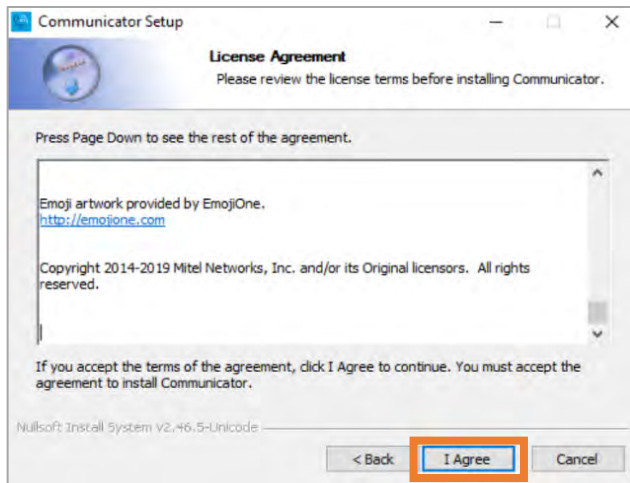 Communicator Setup
License Agreement
Please review the license terms before installing Communicator.
Press Page Down to see the rest of the agreement.
Emoji artwork provided by EmojiOne.
http://emojione.com
Copyright 2014-2019 Mitel Networks, Inc. and/or its Original licensors.  All rights
reserved.
If you accept the terms of the agreement, click I Agree to continue. You must accept the
agreement to install Communicator.
Nullsoft Install System v2.46.5-Unicode
< Back I Agree Cancel